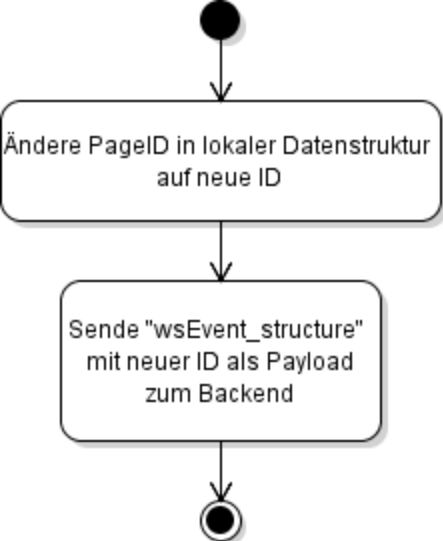 Ändere PageID in lokaler Datenstruktur
auf neue ID
Sende "wsEvent_structure"
mit neuer ID als Payload
zum Backend